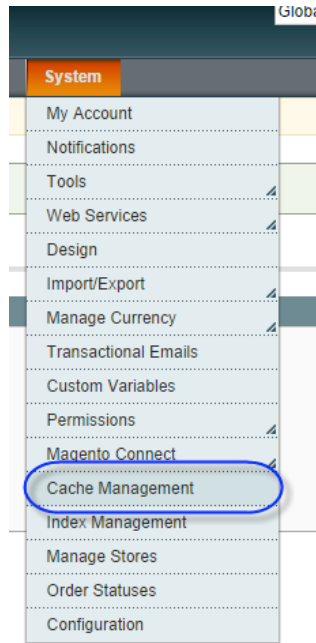 Globa
System
My Account
Notifications
Tools
Web Services
Design
Import/Export
Manage Currency
Transactional Emails
Custom Variables
Permissions
Magento Connect
Cache Management
Index Management
Manage Stores
Order Statuses
Configuration